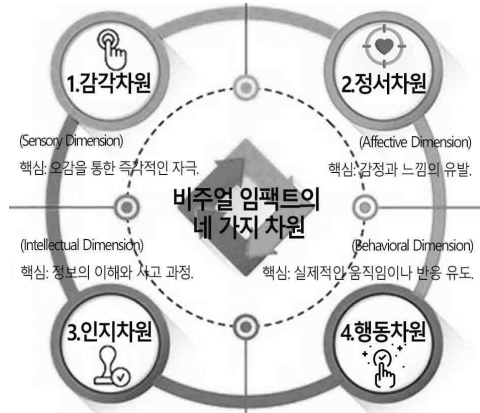 1.감각차원
2.정서차원
(Sensory Dimension)
핵심: 오감을 통한 즉각적인 자극.
(Affective Dimension)
핵심: 감정과 느낌의 유발.
비주얼 임팩트의
네 가지 차원
(Intellectual Dimension)
핵심: 정보의 이해와 사고 과정.
(Behavioral Dimension)
핵심: 실제적인 움직임이나 반응 유도.
3.인지차원
4.행동차원